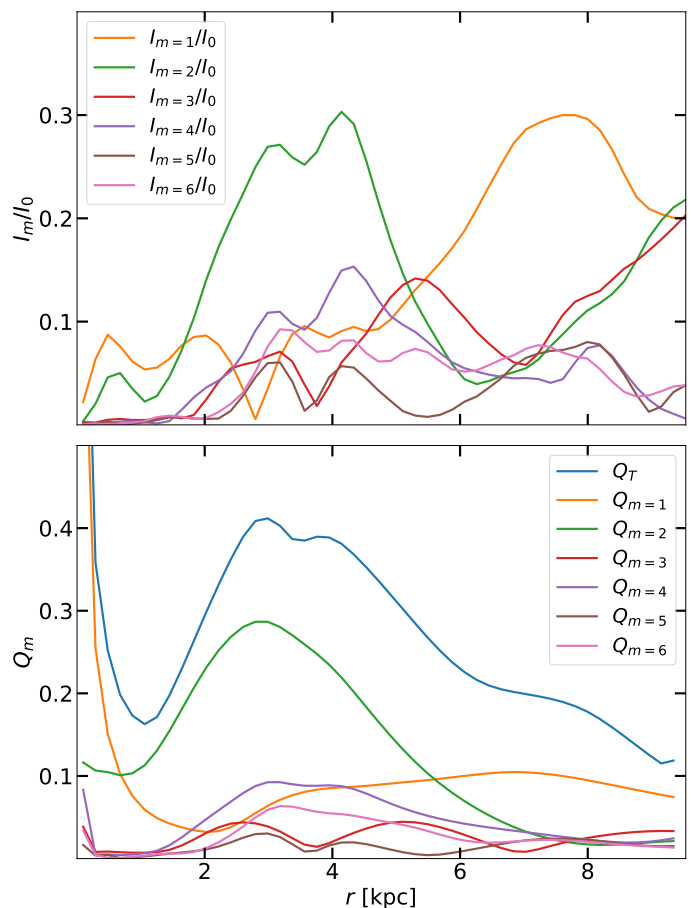 I_{m=1}/I_0
I_{m=2}/I_0
I_{m=3}/I_0
I_{m=4}/I_0
I_{m=5}/I_0
I_{m=6}/I_0
0.3
0.2
0.1
I_m/I_0
Q_T
Q_{m=1}
Q_{m=2}
Q_{m=3}
Q_{m=4}
Q_{m=5}
Q_{m=6}
0.4
0.3
0.2
0.1
Q_m
2 4 6 8
r [kpc]